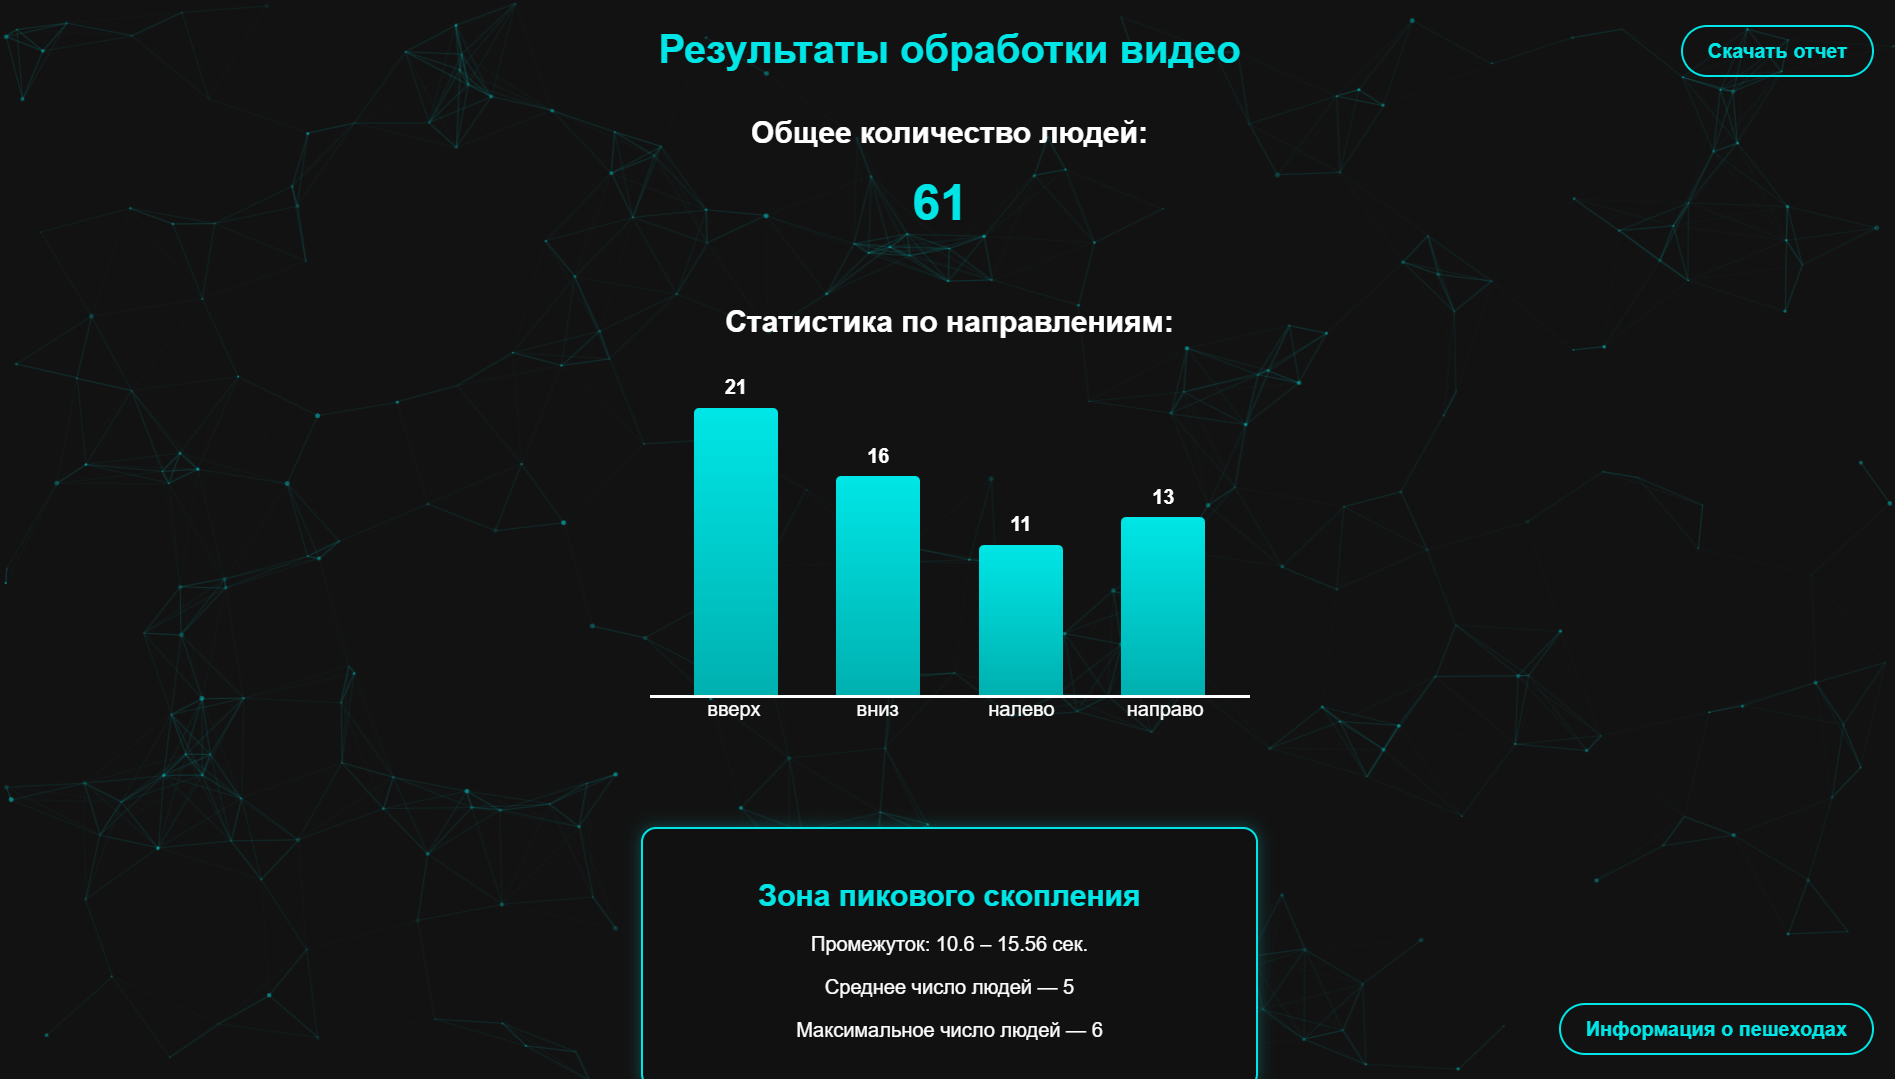 Результаты обработки видео
Скачать отчет
Общее количество людей:
61
Статистика по направлениям:
21
16
11
13
вверх
вниз
налево
направо
Зона пикового скопления
Промежуток: 10.6 – 15.56 сек.
Среднее число людей — 5
Максимальное число людей — 6
Информация о пешеходах